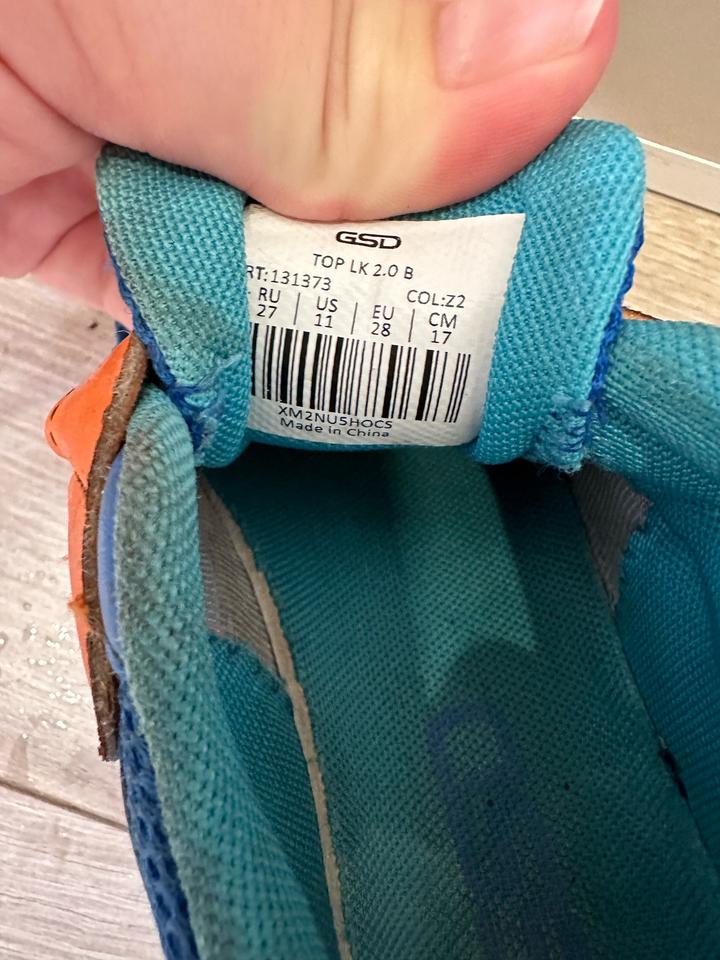 GSD
TOP LK 2.0 B
RT:131373 COL:Z2
RU | US | EU | CM
27 | 11 | 28 | 17
XM2NU5HOCS
Made in China